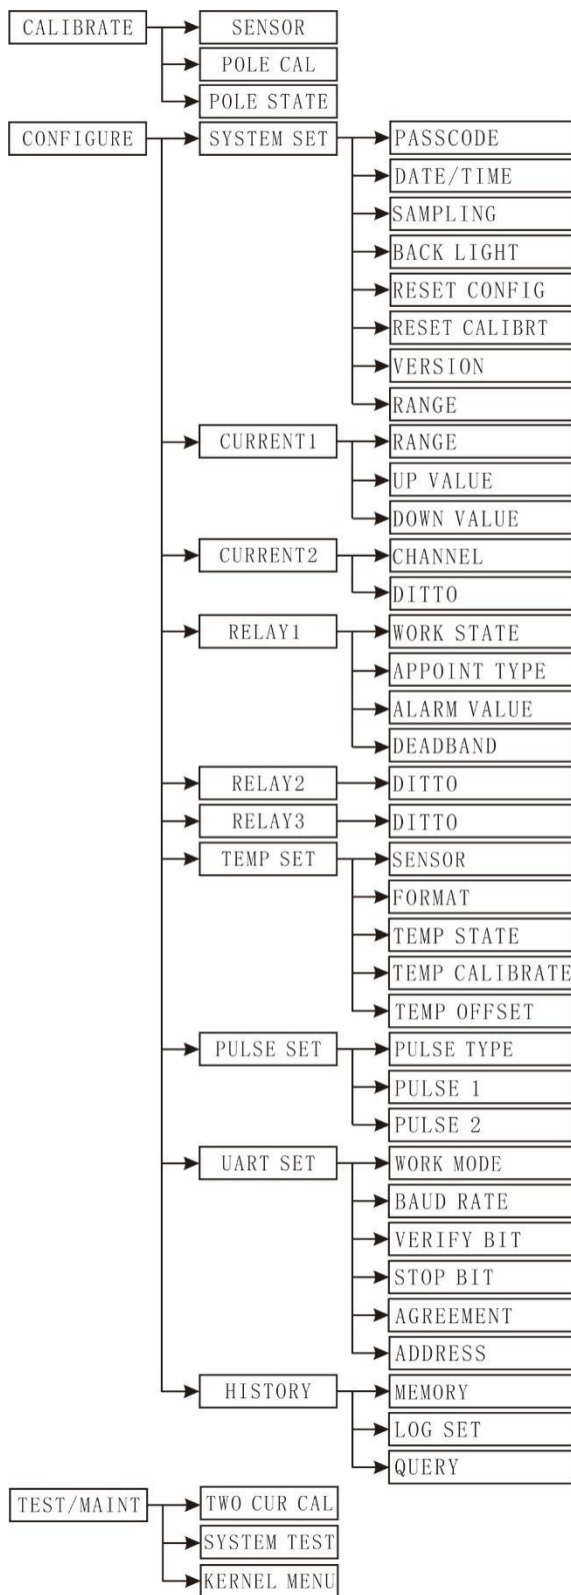 CALIBRATE SENSOR
POLE CAL
POLE STATE
CONFIGURE SYSTEM SET PASSCODE
DATE/TIME
SAMPLING
BACK LIGHT
RESET CONFIG
RESET CALIBRT
VERSION
RANGE
CURRENT1 RANGE
UP VALUE
DOWN VALUE
CURRENT2 CHANNEL
DITTO
RELAY1 WORK STATE
APPOINT TYPE
ALARM VALUE
DEADBAND
RELAY2 DITTO
RELAY3 DITTO
TEMP SET SENSOR
FORMAT
TEMP STATE
TEMP CALIBRATE
TEMP OFFSET
PULSE SET PULSE TYPE
PULSE 1
PULSE 2
UART SET WORK MODE
BAUD RATE
VERIFY BIT
STOP BIT
AGREEMENT
ADDRESS
HISTORY MEMORY
LOG SET
QUERY
TEST/MAINT TWO CUR CAL
SYSTEM TEST
KERNEL MENU